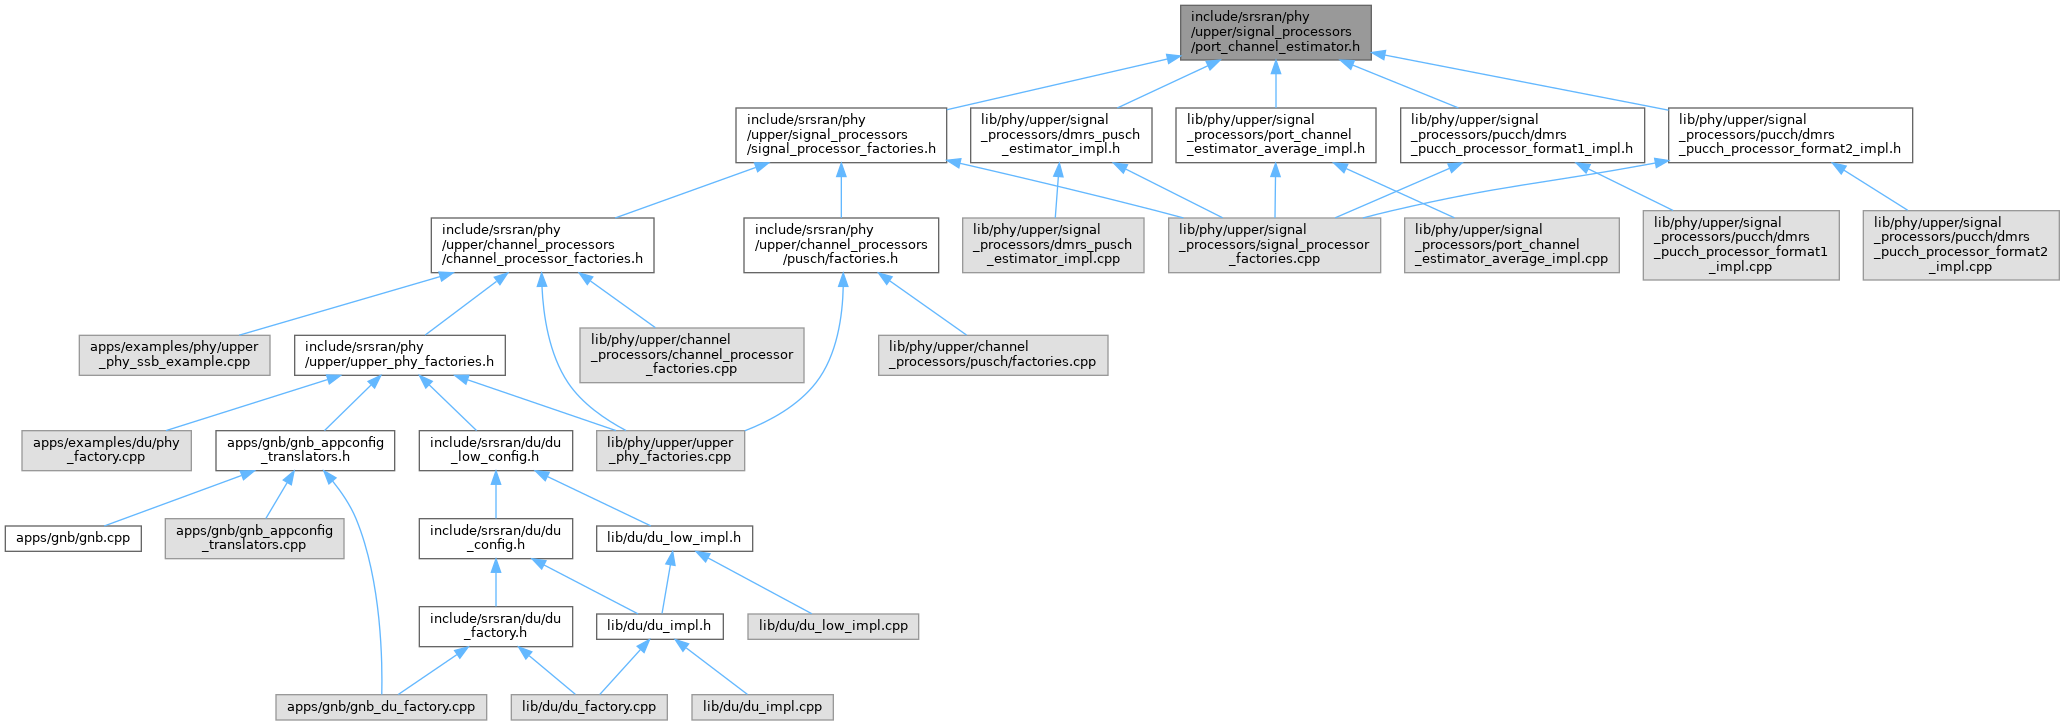 include/srsran/phy
/upper/signal_processors
/port_channel_estimator.h
include/srsran/phy
/upper/signal_processors
/signal_processor_factories.h
lib/phy/upper/signal
_processors/dmrs_pusch
_estimator_impl.h
lib/phy/upper/signal
_processors/port_channel
_estimator_average_impl.h
lib/phy/upper/signal
_processors/pucch/dmrs
_pucch_processor_format1_impl.h
lib/phy/upper/signal
_processors/pucch/dmrs
_pucch_processor_format2_impl.h
include/srsran/phy
/upper/channel_processors
/channel_processor_factories.h
include/srsran/phy
/upper/channel_processors
/pusch/factories.h
lib/phy/upper/signal
_processors/dmrs_pusch
_estimator_impl.cpp
lib/phy/upper/signal
_processors/signal_processor
_factories.cpp
lib/phy/upper/signal
_processors/port_channel
_estimator_average_impl.cpp
lib/phy/upper/signal
_processors/pucch/dmrs
_pucch_processor_format1
_impl.cpp
lib/phy/upper/signal
_processors/pucch/dmrs
_pucch_processor_format2
_impl.cpp
apps/examples/phy/upper
_phy_ssb_example.cpp
include/srsran/phy
/upper/upper_phy_factories.h
lib/phy/upper/channel
_processors/channel_processor
_factories.cpp
lib/phy/upper/channel
_processors/pusch/factories.cpp
apps/examples/du/phy
_factory.cpp
apps/gnb/gnb_appconfig
_translators.h
include/srsran/du/du
_low_config.h
lib/phy/upper/upper
_phy_factories.cpp
apps/gnb/gnb.cpp
apps/gnb/gnb_appconfig
_translators.cpp
include/srsran/du/du
_config.h
lib/du/du_low_impl.h
include/srsran/du/du
_factory.h
lib/du/du_impl.h
lib/du/du_low_impl.cpp
apps/gnb/gnb_du_factory.cpp
lib/du/du_factory.cpp
lib/du/du_impl.cpp